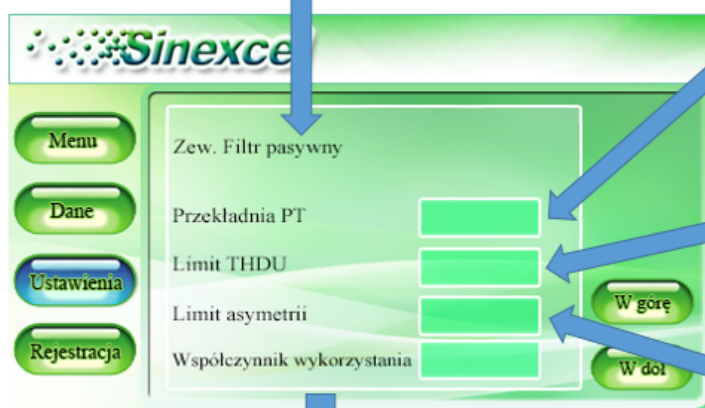 Sinexcel
Menu
Zew. Filtr pasywny
Dane
Przekładnia PT
Limit THDU
Ustawienia
Limit asymetrii
W górę
Rejestracja
Współczynnik wykorzystania
W dół